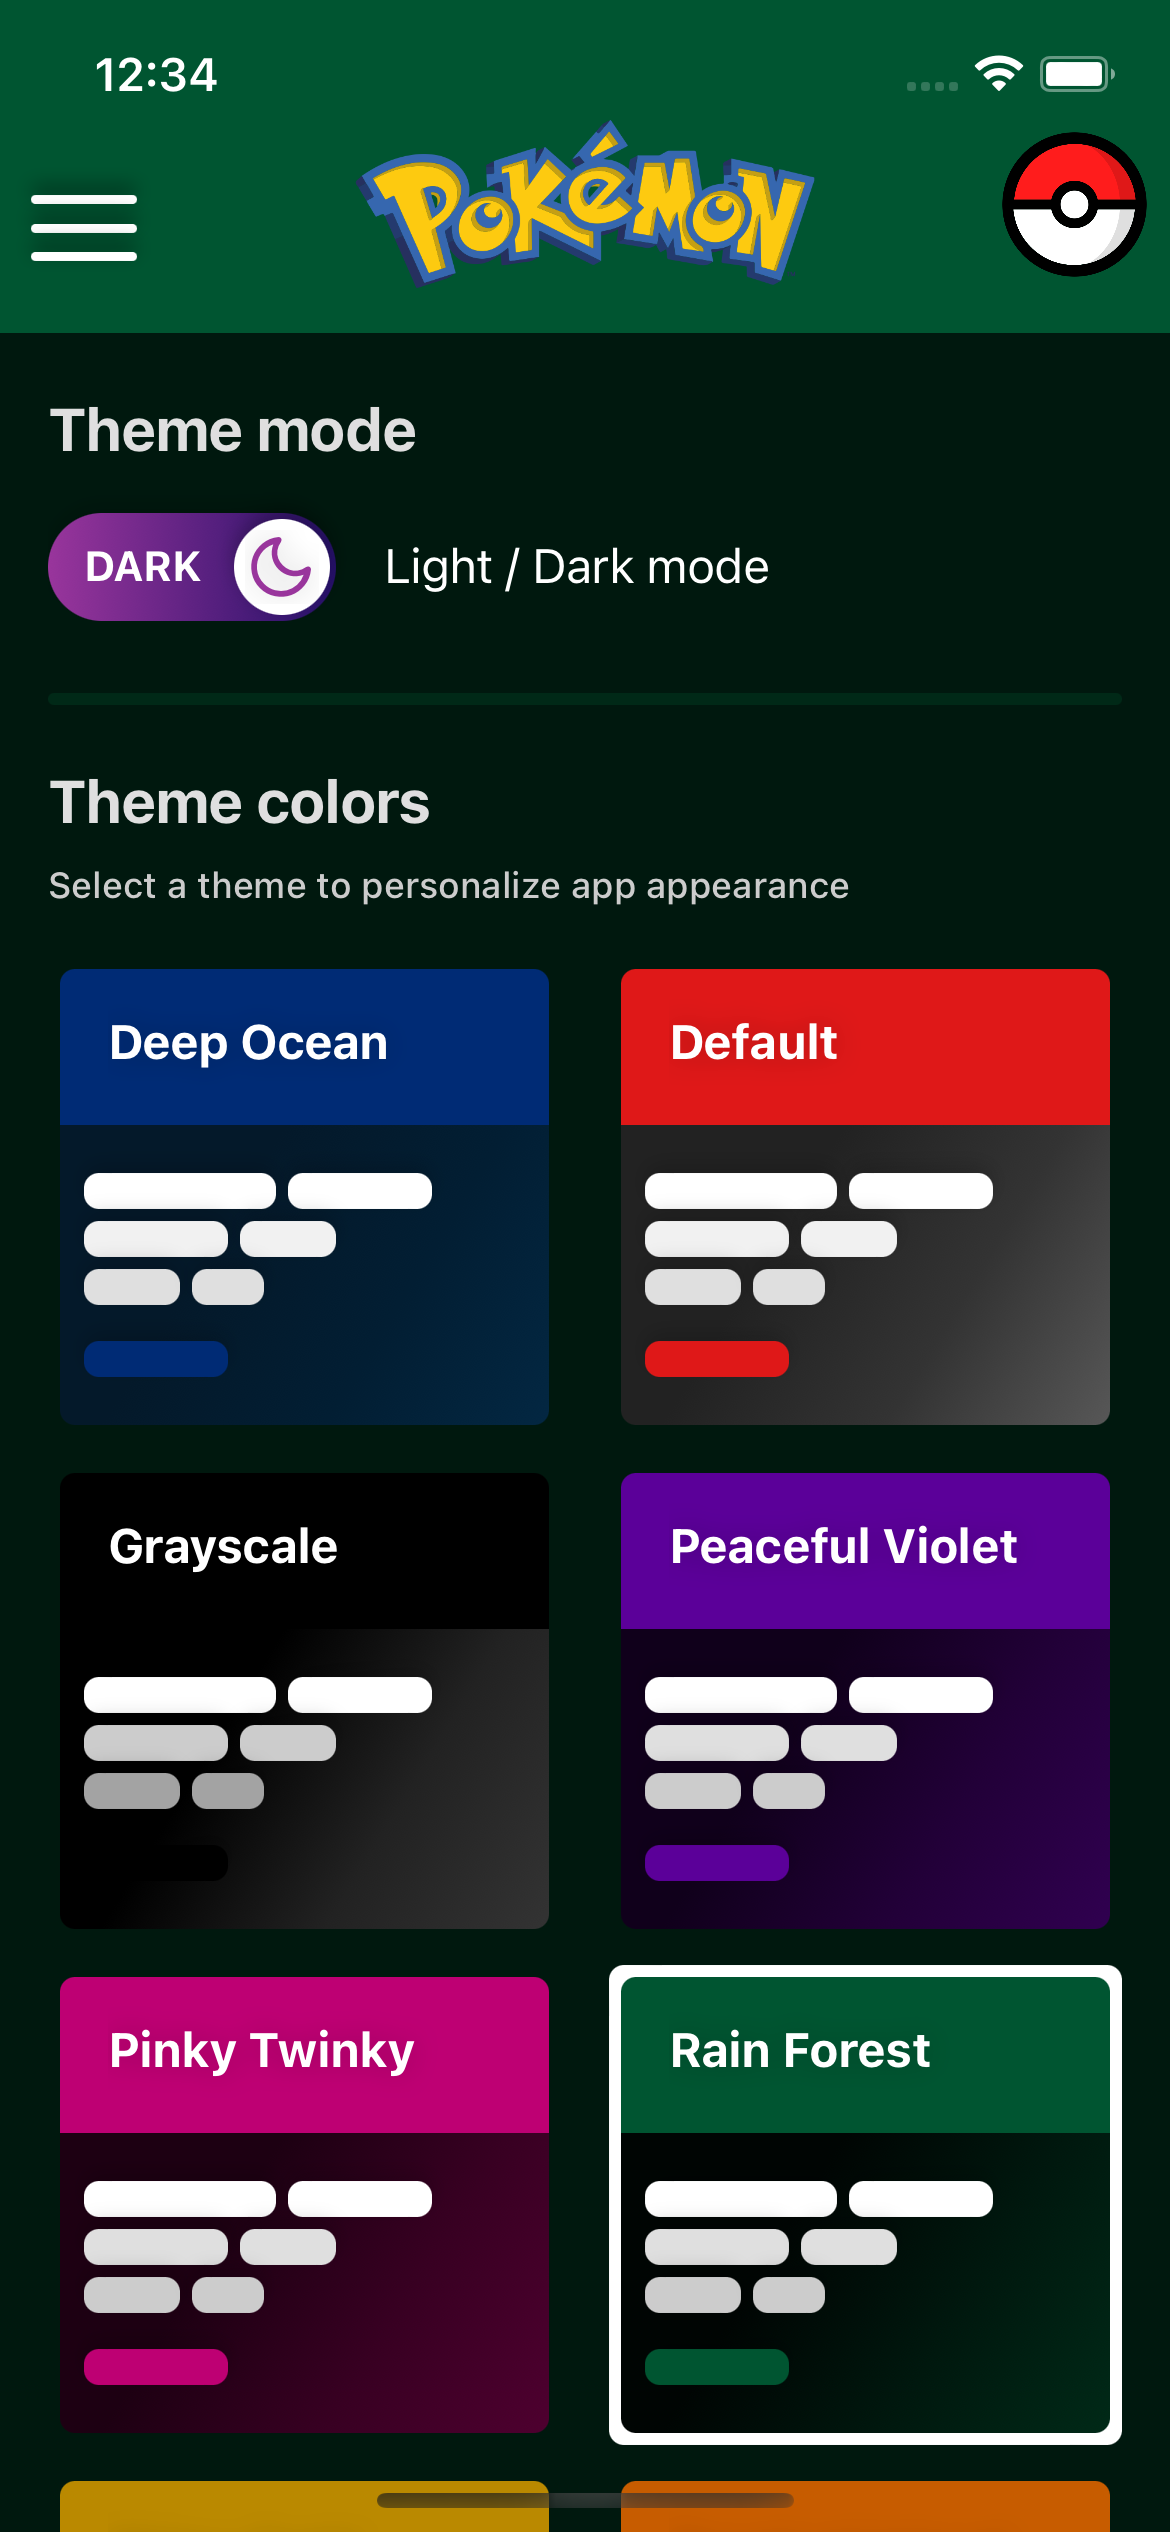 12:34
Pokémon
Theme mode
DARK
Light / Dark mode
Theme colors
Select a theme to personalize app appearance
Deep Ocean
Default
Grayscale
Peaceful Violet
Pinky Twinky
Rain Forest